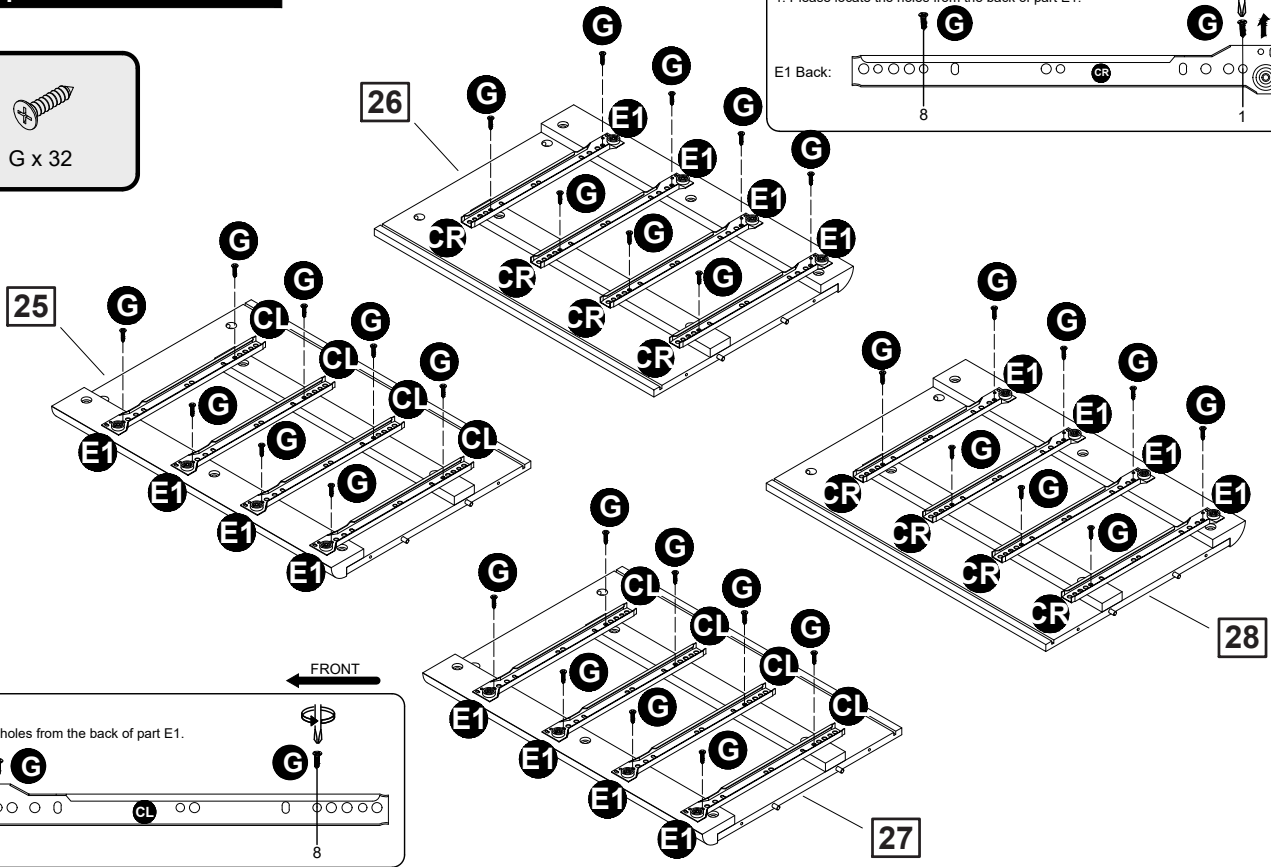 1. Please locate the holes from the back of part E1.
G G
E1 Back:
CR
8 1
G x 32
26
G G G G
G G G G
E1 E1 E1 E1
CR CR CR CR
25
G G G G
G G G G
CL CL CL CL
E1 E1 E1 E1
G G G G
G G G G
E1 E1 E1 E1
CR CR CR CR
28
G G G G
G G G G
CL CL CL CL
E1 E1 E1 E1
27
FRONT
holes from the back of part E1.
G G
CL
8